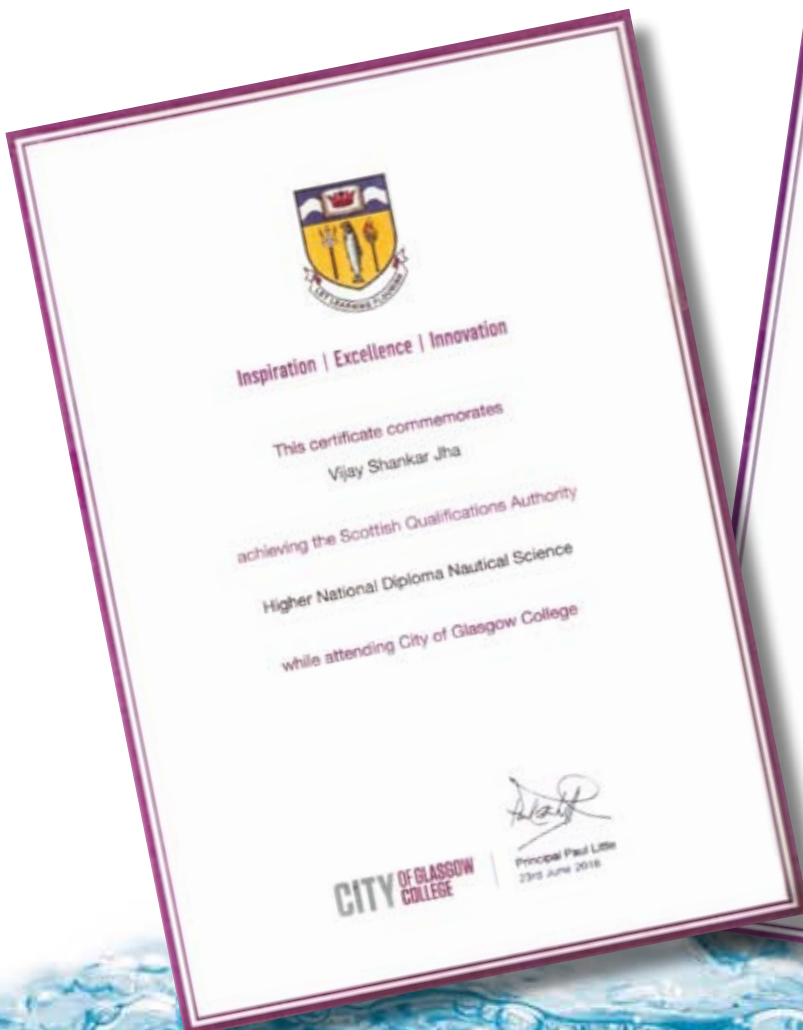 LET LEARNING FLOURISH
Inspiration | Excellence | Innovation
This certificate commemorates
Vijay Shankar Jha
achieving the Scottish Qualifications Authority
Higher National Diploma Nautical Science
while attending City of Glasgow College
Principal Paul Little
23rd June 2016
CITY OF GLASGOW
COLLEGE